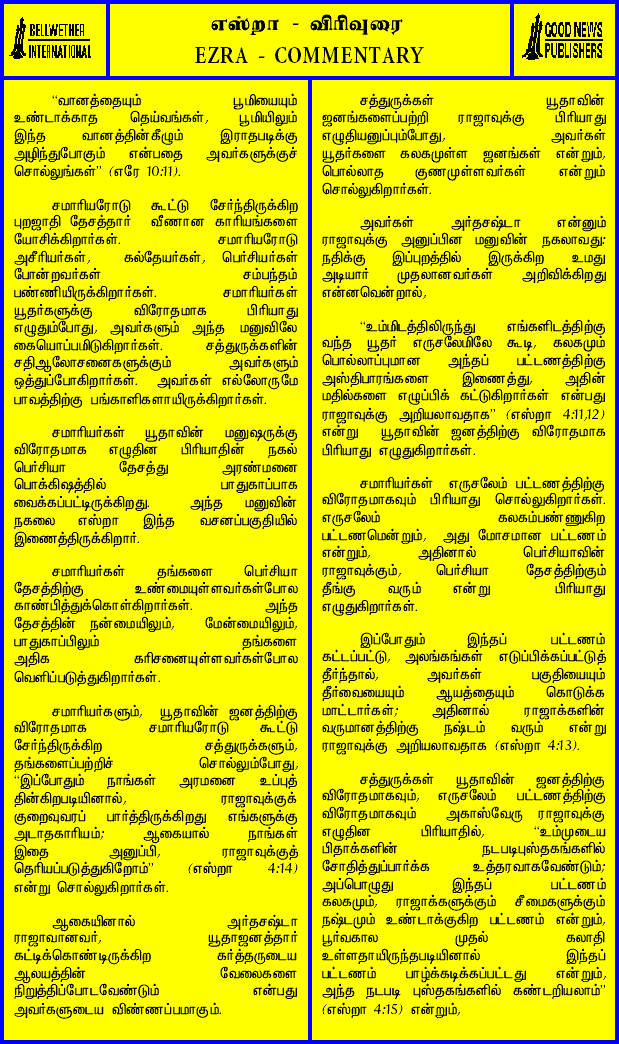 BELLWETHER
INTERNATIONAL
எஸ்றா - விரிவுரை
EZRA - COMMENTARY
GOOD NEWS
PUBLISHERS
“வானத்தையும் பூமியையும்
உண்டாக்காத தெய்வங்கள், பூமியிலும்
இந்த வானத்தின்கீழும் இராதபடிக்கு
அழிந்துபோகும் என்பதை அவர்களுக்குச்
சொல்லுங்கள்” (எரே 10:11).
சமாரியரோடு கூட்டு சேர்ந்திருக்கிற
புறஜாதி தேசத்தார் வீணான காரியங்களை
யோசிக்கிறார்கள். சமாரியரோடு
அசீரியர்கள், கல்தேயர்கள், பெர்சியர்கள்
போன்றவர்கள் சம்பந்தம்
பண்ணியிருக்கிறார்கள். சமாரியர்கள்
யூதர்களுக்கு விரோதமாக பிரியாது
எழுதும்போது, அவர்களும் அந்த மனுவிலே
கையொப்பமிடுகிறார்கள். சத்துருக்களின்
சதிஆலோசனைகளுக்கும் அவர்களும்
ஒத்துப்போகிறார்கள். அவர்கள் எல்லோருமே
பாவத்திற்கு பங்காளிகளாயிருக்கிறார்கள்.
சமாரியர்கள் யூதாவின் மனுஷருக்கு
விரோதமாக எழுதின பிரியாதின் நகல்
பெர்சியா தேசத்து அரண்மனை
பொக்கிஷத்தில் பாதுகாப்பாக
வைக்கப்பட்டிருக்கிறது. அந்த மனுவின்
நகலை எஸ்றா இந்த வசனப்பகுதியில்
இணைத்திருக்கிறார்.
சமாரியர்கள் தங்களை பெர்சியா
தேசத்திற்கு உண்மையுள்ளவர்கள்போல
காண்பித்துக்கொள்கிறார்கள். அந்த
தேசத்தின் நன்மையிலும், மேன்மையிலும்,
பாதுகாப்பிலும் தங்களை
அதிக கரிசனையுள்ளவர்கள்போல
வெளிப்படுத்துகிறார்கள்.
சமாரியர்களும், யூதாவின் ஜனத்திற்கு
விரோதமாக சமாரியரோடு கூட்டு
சேர்ந்திருக்கிற சத்துருக்களும்,
தங்களைப்பற்றிச் சொல்லும்போது,
“இப்போதும் நாங்கள் அரமனை உப்புத்
தின்கிறபடியினால், ராஜாவுக்குக்
குறைவுவரப் பார்த்திருக்கிறது எங்களுக்கு
அடாதகாரியம்; ஆகையால் நாங்கள்
இதை அனுப்பி, ராஜாவுக்குத்
தெரியப்படுத்துகிறோம்” (எஸ்றா 4:14)
என்று சொல்லுகிறார்கள்.
ஆகையினால் அர்தசஷ்டா
ராஜாவானவர், யூதாஜனத்தார்
கட்டிக்கொண்டிருக்கிற கர்த்தருடைய
ஆலயத்தின் வேலைகளை
நிறுத்திப்போடவேண்டும் என்பது
அவர்களுடைய விண்ணப்பமாகும்.
சத்துருக்கள் யூதாவின்
ஜனங்களைப்பற்றி ராஜாவுக்கு பிரியாது
எழுதியனுப்பும்போது, அவர்கள்
யூதர்களை கலகமுள்ள ஜனங்கள் என்றும்,
பொல்லாத குணமுள்ளவர்கள் என்றும்
சொல்லுகிறார்கள்.
அவர்கள் அர்தசஷ்டா என்னும்
ராஜாவுக்கு அனுப்பின மனுவின் நகலாவது:
நதிக்கு இப்புறத்தில் இருக்கிற உமது
அடியார் முதலானவர்கள் அறிவிக்கிறது
என்னவென்றால்,
“உம்மிடத்திலிருந்து எங்களிடத்திற்கு
வந்த யூதர் எருசலேமிலே கூடி, கலகமும்
பொல்லாப்புமான அந்தப் பட்டணத்திற்கு
அஸ்திபாரங்களை இணைத்து, அதின்
மதில்களை எழுப்பிக் கட்டுகிறார்கள் என்பது
ராஜாவுக்கு அறியலாவதாக” (எஸ்றா 4:11,12)
என்று யூதாவின் ஜனத்திற்கு விரோதமாக
பிரியாது எழுதுகிறார்கள்.
சமாரியர்கள் எருசலேம் பட்டணத்திற்கு
விரோதமாகவும் பிரியாது சொல்லுகிறார்கள்.
எருசலேம் கலகம்பண்ணுகிற
பட்டணமென்றும், அது மோசமான பட்டணம்
என்றும், அதினால் பெர்சியாவின்
ராஜாவுக்கும், பெர்சியா தேசத்திற்கும்
தீங்கு வரும் என்று பிரியாது
எழுதுகிறார்கள்.
இப்போதும் இந்தப் பட்டணம்
கட்டப்பட்டு, அலங்கங்கள் எடுப்பிக்கப்பட்டுத்
தீர்ந்தால், அவர்கள் பகுதியையும்
தீர்வையையும் ஆயத்தையும் கொடுக்க
மாட்டார்கள்; அதினால் ராஜாக்களின்
வருமானத்திற்கு நஷ்டம் வரும் என்று
ராஜாவுக்கு அறியலாவதாக (எஸ்றா 4:13).
சத்துருக்கள் யூதாவின் ஜனத்திற்கு
விரோதமாகவும், எருசலேம் பட்டணத்திற்கு
விரோதமாகவும் அகாஸ்வேரு ராஜாவுக்கு
எழுதின பிரியாதில், “உம்முடைய
பிதாக்களின் நடபடிபுஸ்தகங்களில்
சோதித்துப்பார்க்க உத்தரவாகவேண்டும்;
அப்பொழுது இந்தப் பட்டணம்
கலகமும், ராஜாக்களுக்கும் சீமைகளுக்கும்
நஷ்டமும் உண்டாக்குகிற பட்டணம் என்றும்,
பூர்வகால முதல் கலாதி
உள்ளதாயிருந்தபடியினால் இந்தப்
பட்டணம் பாழ்க்கடிக்கப்பட்டது என்றும்,
அந்த நடபடி புஸ்தகங்களில் கண்டறியலாம்”
(எஸ்றா 4:15) என்றும்,